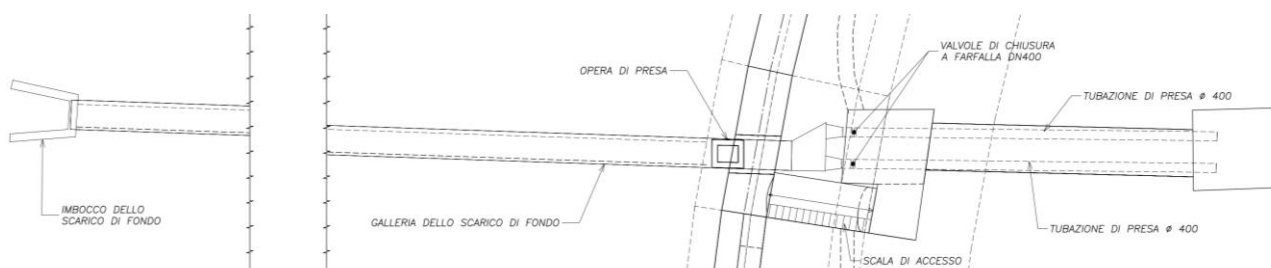 VALVOLE DI CHIUSURA
A FARFALLA DN400
OPERA DI PRESA
TUBAZIONE DI PRESA ø 400
IMBOCCO DELLO
SCARICO DI FONDO
GALLERIA DELLO SCARICO DI FONDO
TUBAZIONE DI PRESA ø 400
SCALA DI ACCESSO